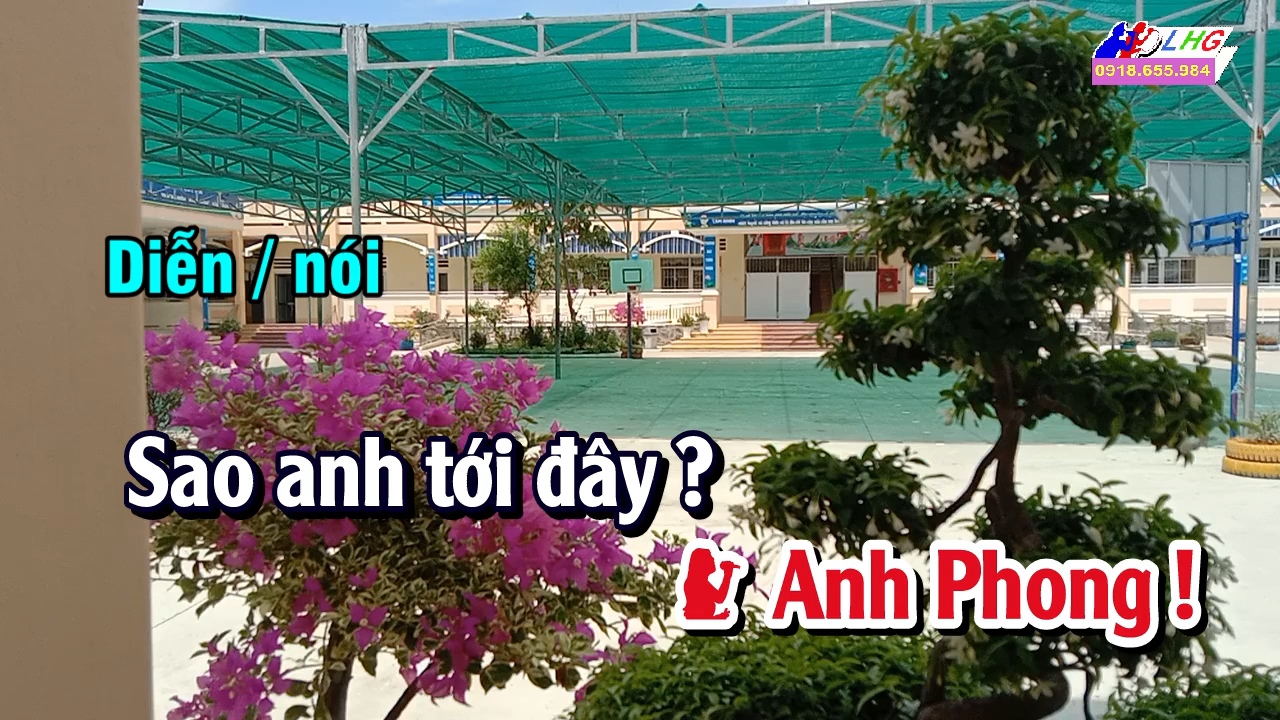 LHG
0918.655.984
Diễn / nói
Sao anh tới đây ?
Anh Phong !